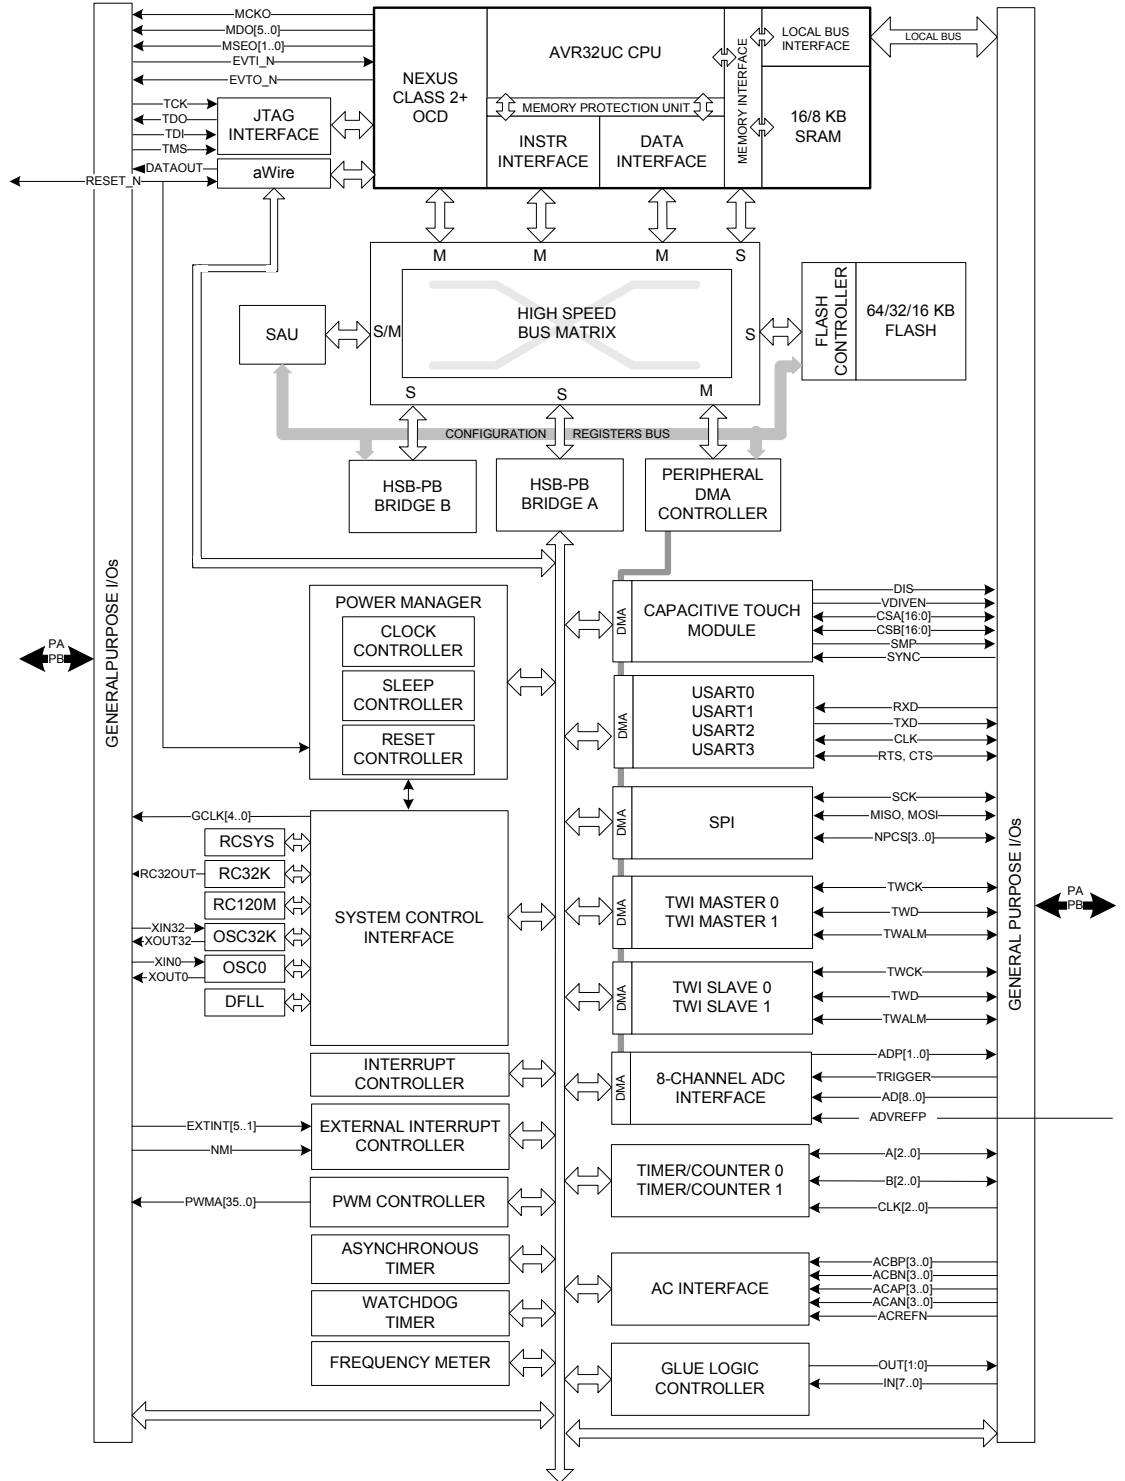 MCKO
MDO[5..0]
MSEO[1..0]
EVTI_N
EVTO_N
TCK
TDO
TDI
TMS
JTAG
INTERFACE
DATAOUT
RESET_N
aWire
NEXUS
CLASS 2+
OCD
AVR32UC CPU
MEMORY PROTECTION UNIT
INSTR
INTERFACE
DATA
INTERFACE
MEMORY INTERFACE
LOCAL BUS
INTERFACE
16/8 KB
SRAM
LOCAL BUS
M
M
M
S
SAU
S/M
HIGH SPEED
BUS MATRIX
S
FLASH
CONTROLLER
64/32/16 KB
FLASH
S
S
M
CONFIGURATION
REGISTERS BUS
HSB-PB
BRIDGE B
HSB-PB
BRIDGE A
PERIPHERAL
DMA
CONTROLLER
GENERALPURPOSE I/Os
PA
PB
POWER MANAGER
CLOCK
CONTROLLER
SLEEP
CONTROLLER
RESET
CONTROLLER
GCLK[4..0]
RCSYS
RC32OUT
RC32K
RC120M
XIN32
XOUT32
OSC32K
XIN0
XOUT0
OSC0
DFLL
SYSTEM CONTROL
INTERFACE
INTERRUPT
CONTROLLER
EXTINT[5..1]
NMI
EXTERNAL INTERRUPT
CONTROLLER
PWMA[35..0]
PWM CONTROLLER
ASYNCHRONOUS
TIMER
WATCHDOG
TIMER
FREQUENCY METER
DMA
CAPACITIVE TOUCH
MODULE
DIS
VDIVEN
CSA[16:0]
CSB[16:0]
SMP
SYNC
DMA
USART0
USART1
USART2
USART3
RXD
TXD
CLK
RTS, CTS
DMA
SPI
SCK
MISO, MOSI
NPCS[3..0]
DMA
TWI MASTER 0
TWI MASTER 1
TWCK
TWD
TWALM
DMA
TWI SLAVE 0
TWI SLAVE 1
TWCK
TWD
TWALM
DMA
8-CHANNEL ADC
INTERFACE
ADP[1..0]
TRIGGER
AD[8..0]
ADVREFP
TIMER/COUNTER 0
TIMER/COUNTER 1
A[2..0]
B[2..0]
CLK[2..0]
AC INTERFACE
ACBP[3..0]
ACBN[3..0]
ACAP[3..0]
ACAN[3..0]
ACREFN
GLUE LOGIC
CONTROLLER
OUT[1:0]
IN[7..0]
GENERAL PURPOSE I/Os
PA
PB